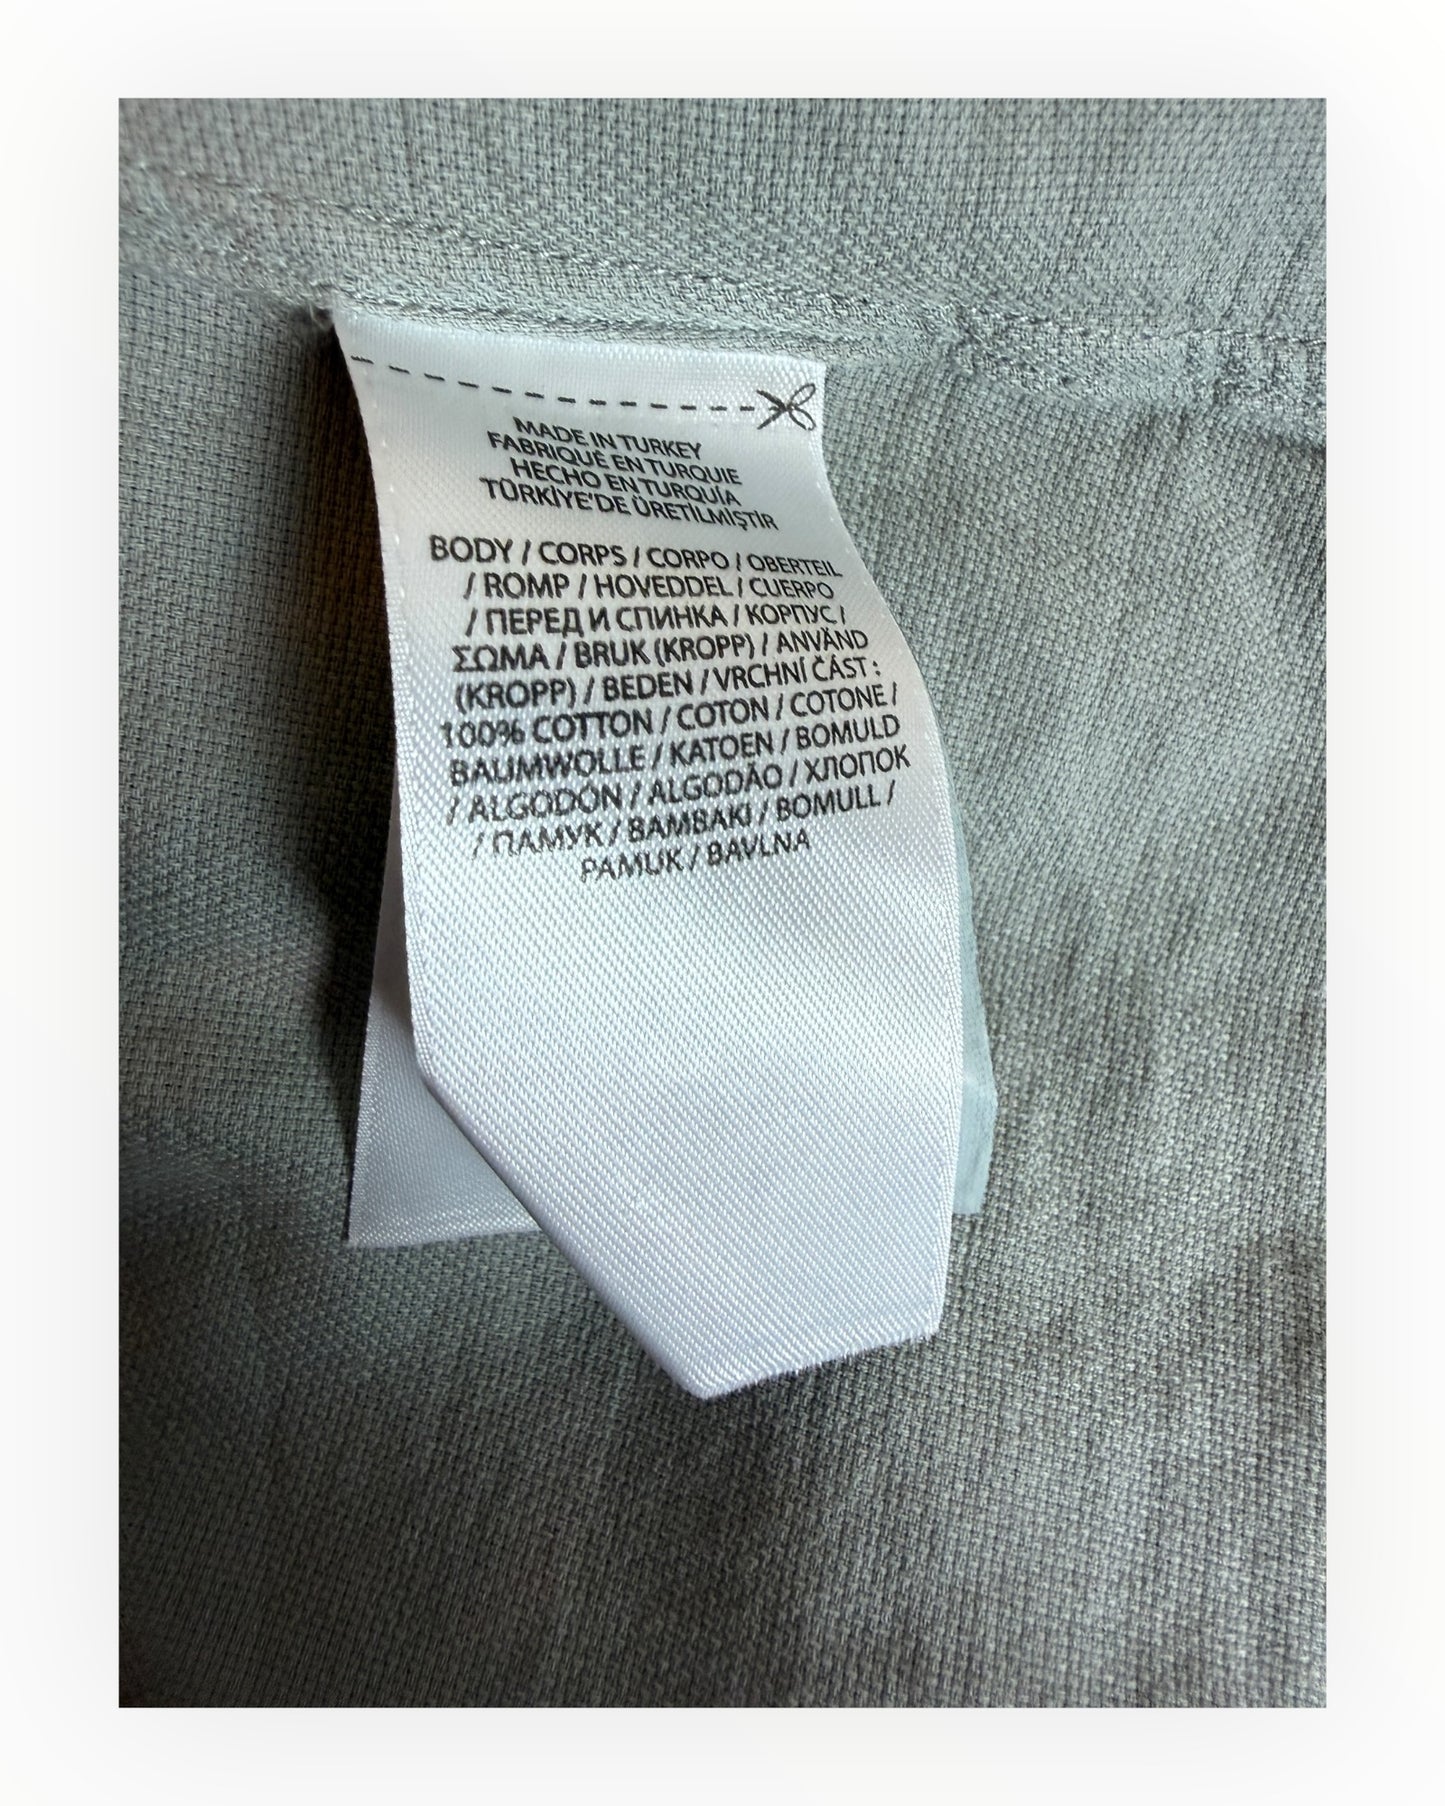 MADE IN TURKEY
FABRIQUÉ EN TURQUIE
HECHO EN TURQUÍA
TÜRKİYE'DE ÜRETİLMİŞTİR
BODY / CORPS / CORPO / OBERTEIL
/ ROMP / HOVEDDEL / CUERPO
/ ПЕРЕД И СПИНКА / КОРПУС /
ΣΩΜΑ / BRUK (KROPP) / ANVÄND
(KROPP) / BEDEN / VRCHNÍ ČÁST :
100% COTTON / COTON / COTONE /
BAUMWOLLE / KATOEN / BOMULD
/ ALGODÓN / ALGODÃO / ХЛОПОК
/ ПАМУК / ΒΑΜΒΑΚΙ / BOMULL /
PAMUK / BAVLNA